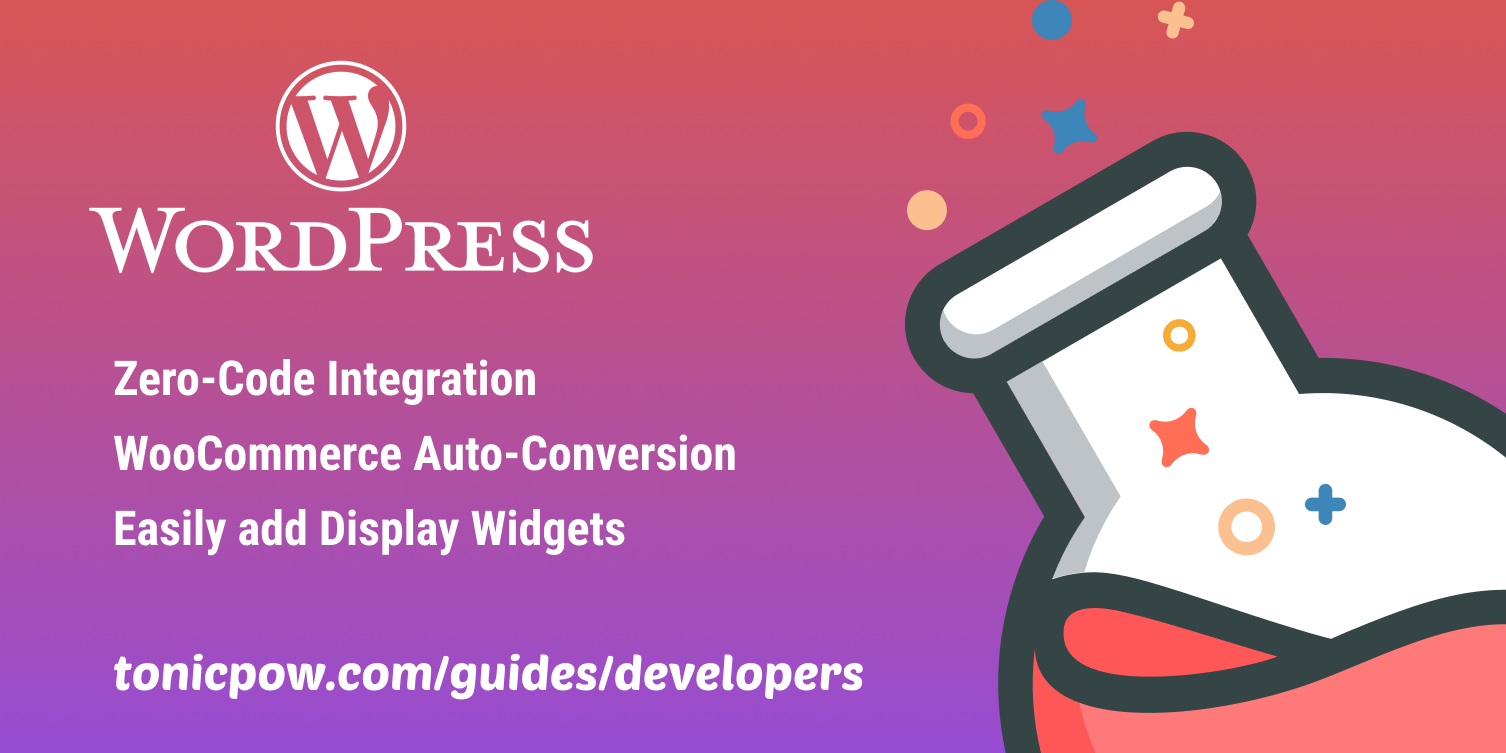 WORDPRESS
Zero-Code Integration
WooCommerce Auto-Conversion
Easily add Display Widgets
tonicpow.com/guides/developers